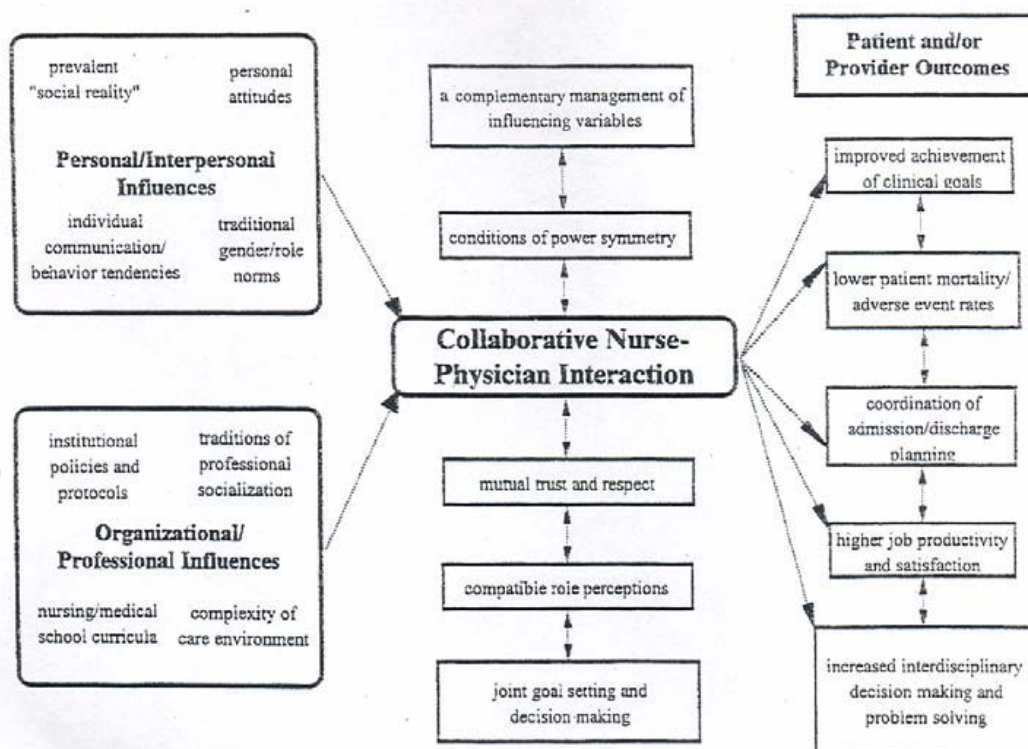 prevalent
"social reality"
personal
attitudes
Personal/Interpersonal
Influences
individual
communication/
behavior tendencies
traditional
gender/role
norms
institutional
policies and
protocols
traditions of
professional
socialization
Organizational/
Professional Influences
nursing/medical
school curricula
complexity of
care environment
a complementary management of
influencing variables
conditions of power symmetry
Collaborative Nurse-
Physician Interaction
mutual trust and respect
compatible role perceptions
joint goal setting and
decision making
Patient and/or
Provider Outcomes
improved achievement
of clinical goals
lower patient mortality/
adverse event rates
coordination of
admission/discharge
planning
higher job productivity
and satisfaction
increased interdisciplinary
decision making and
problem solving